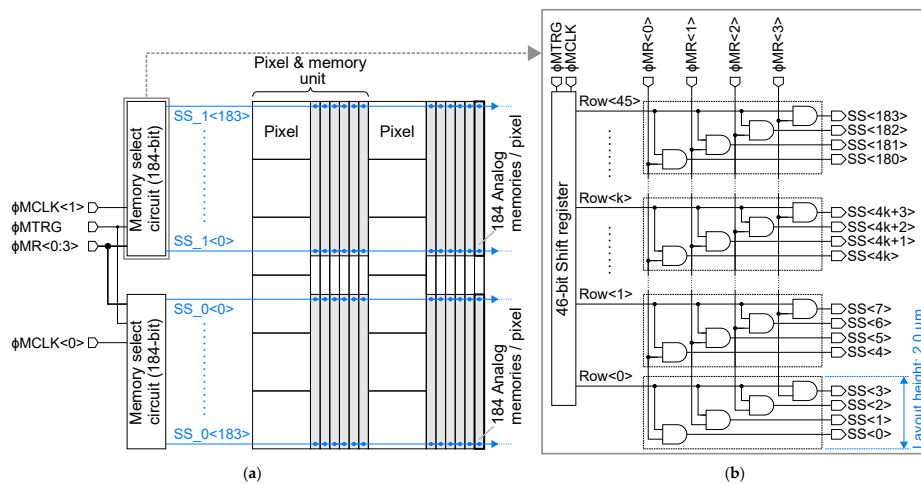 Pixel & memory
unit
SS_1<183>
Pixel
Pixel
Memory select
circuit (184-bit)
184 Analog
memories / pixel
ϕMCLK<1>
ϕMTRG
ϕMR<0:3>
SS_1<0>
SS_0<0>
Memory select
circuit (184-bit)
184 Analog
memories / pixel
ϕMCLK<0>
SS_0<183>
(a)
ϕMTRG
ϕMCLK
ϕMR<0>
ϕMR<1>
ϕMR<2>
ϕMR<3>
46-bit Shift register
Row<45>
SS<183>
SS<182>
SS<181>
SS<180>
Row<k>
SS<4k+3>
SS<4k+2>
SS<4k+1>
SS<4k>
Row<1>
SS<7>
SS<6>
SS<5>
SS<4>
Row<0>
SS<3>
SS<2>
SS<1>
SS<0>
Layout height: 2.0 um
(b)